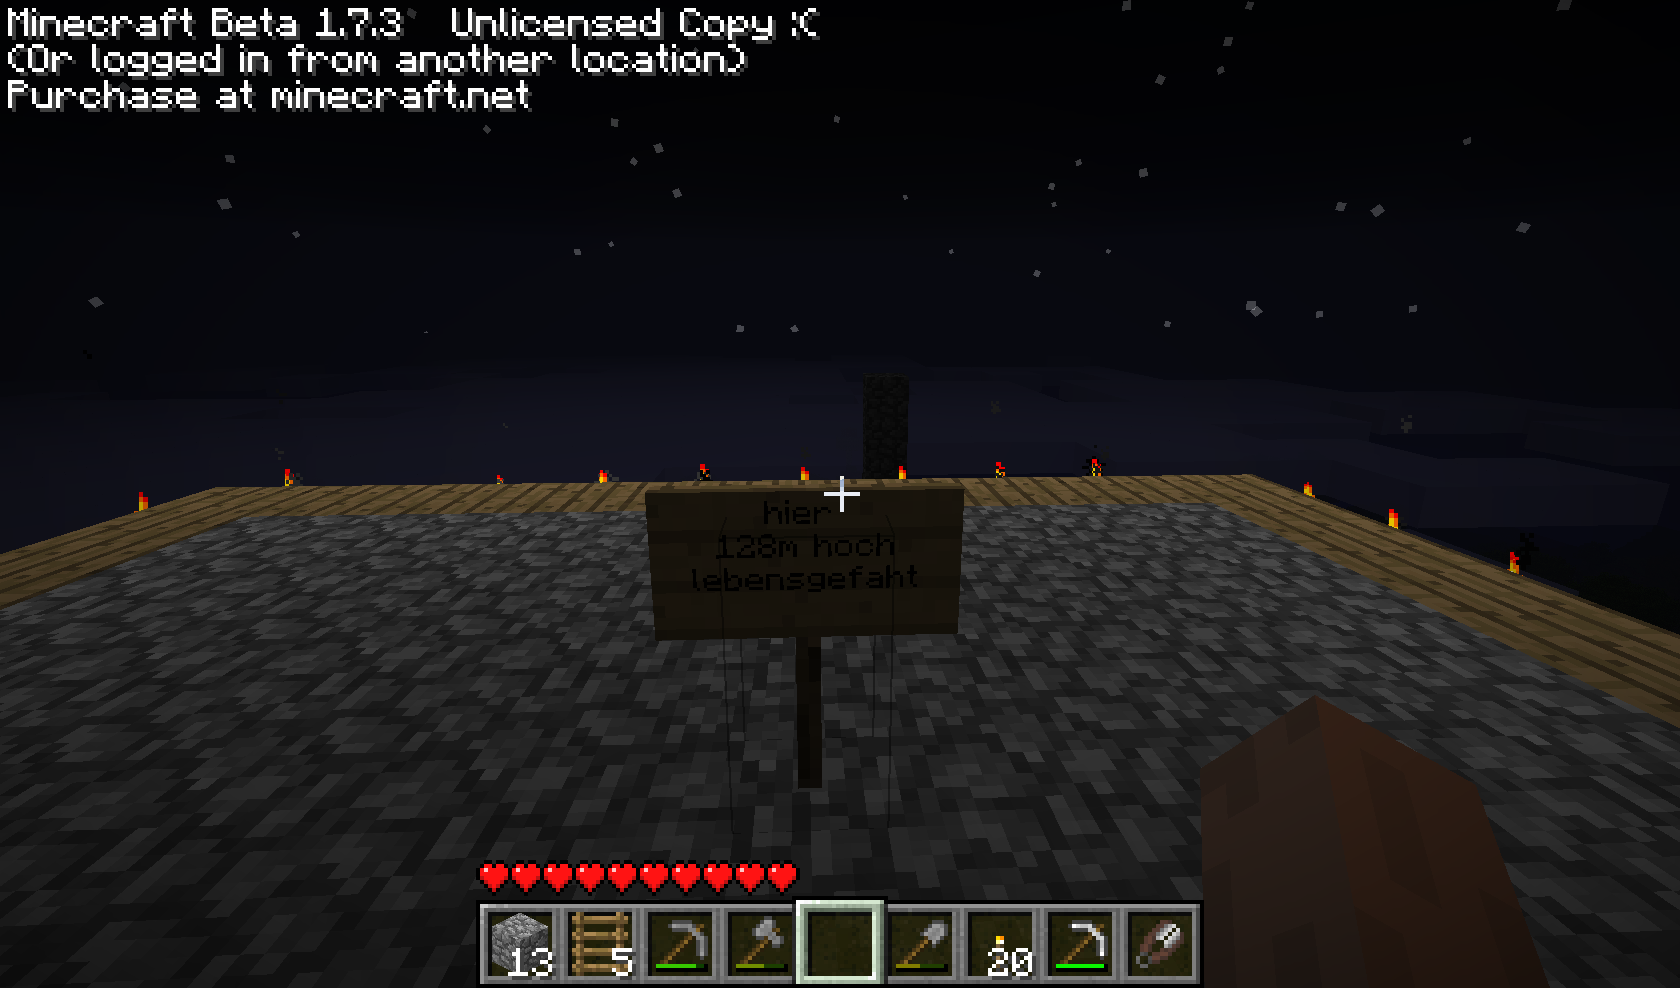 Minecraft Beta 1.7.3   Unlicensed Copy :(
(Or logged in from another location)
Purchase at minecraft.net
hier
128m hoch
lebensgefaht
13
5
20